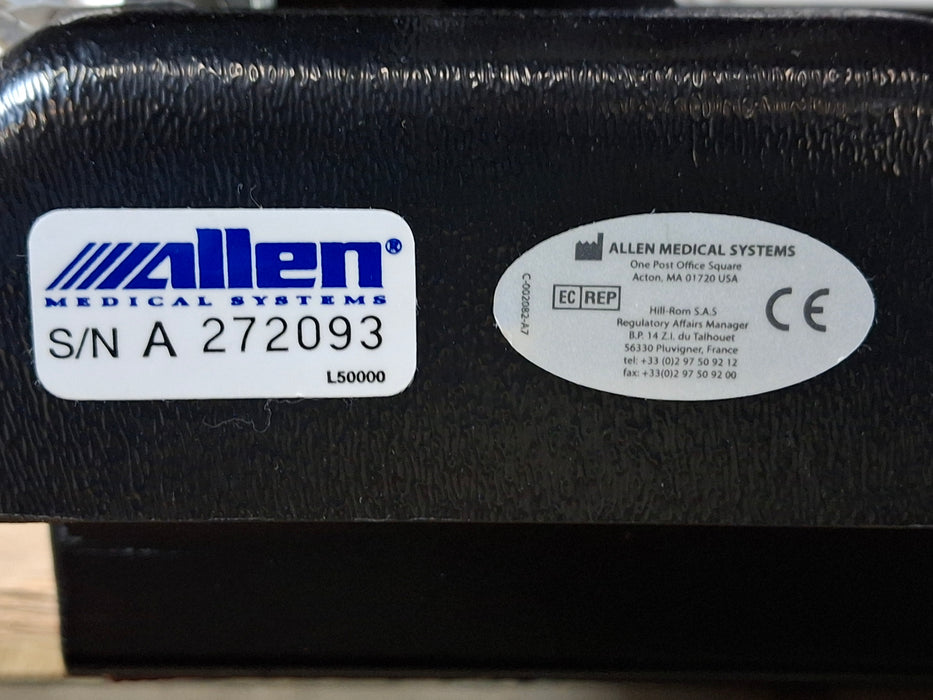 Allen®
MEDICAL SYSTEMS
S/N A 272093
L50000
ALLEN MEDICAL SYSTEMS
One Post Office Square
Acton, MA 01720 USA
C-002082-A7
EC REP
Hill-Rom S.A.S
Regulatory Affairs Manager
B.P. 14 Z.I. du Talhouet
56330 Pluvigner, France
tel: +33 (0)2 97 50 92 12
fax: +33(0)2 97 50 92 00
CE